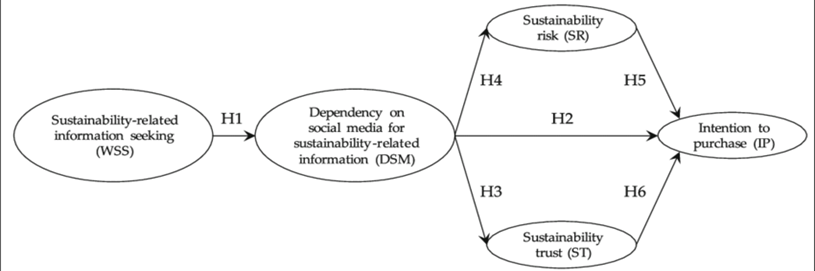 Sustainability
risk (SR)
H4
H5
Sustainability-related
information seeking
(WSS)
H1
Dependency on
social media for
sustainability-related
information (DSM)
H2
Intention to
purchase (IP)
H3
H6
Sustainability
trust (ST)